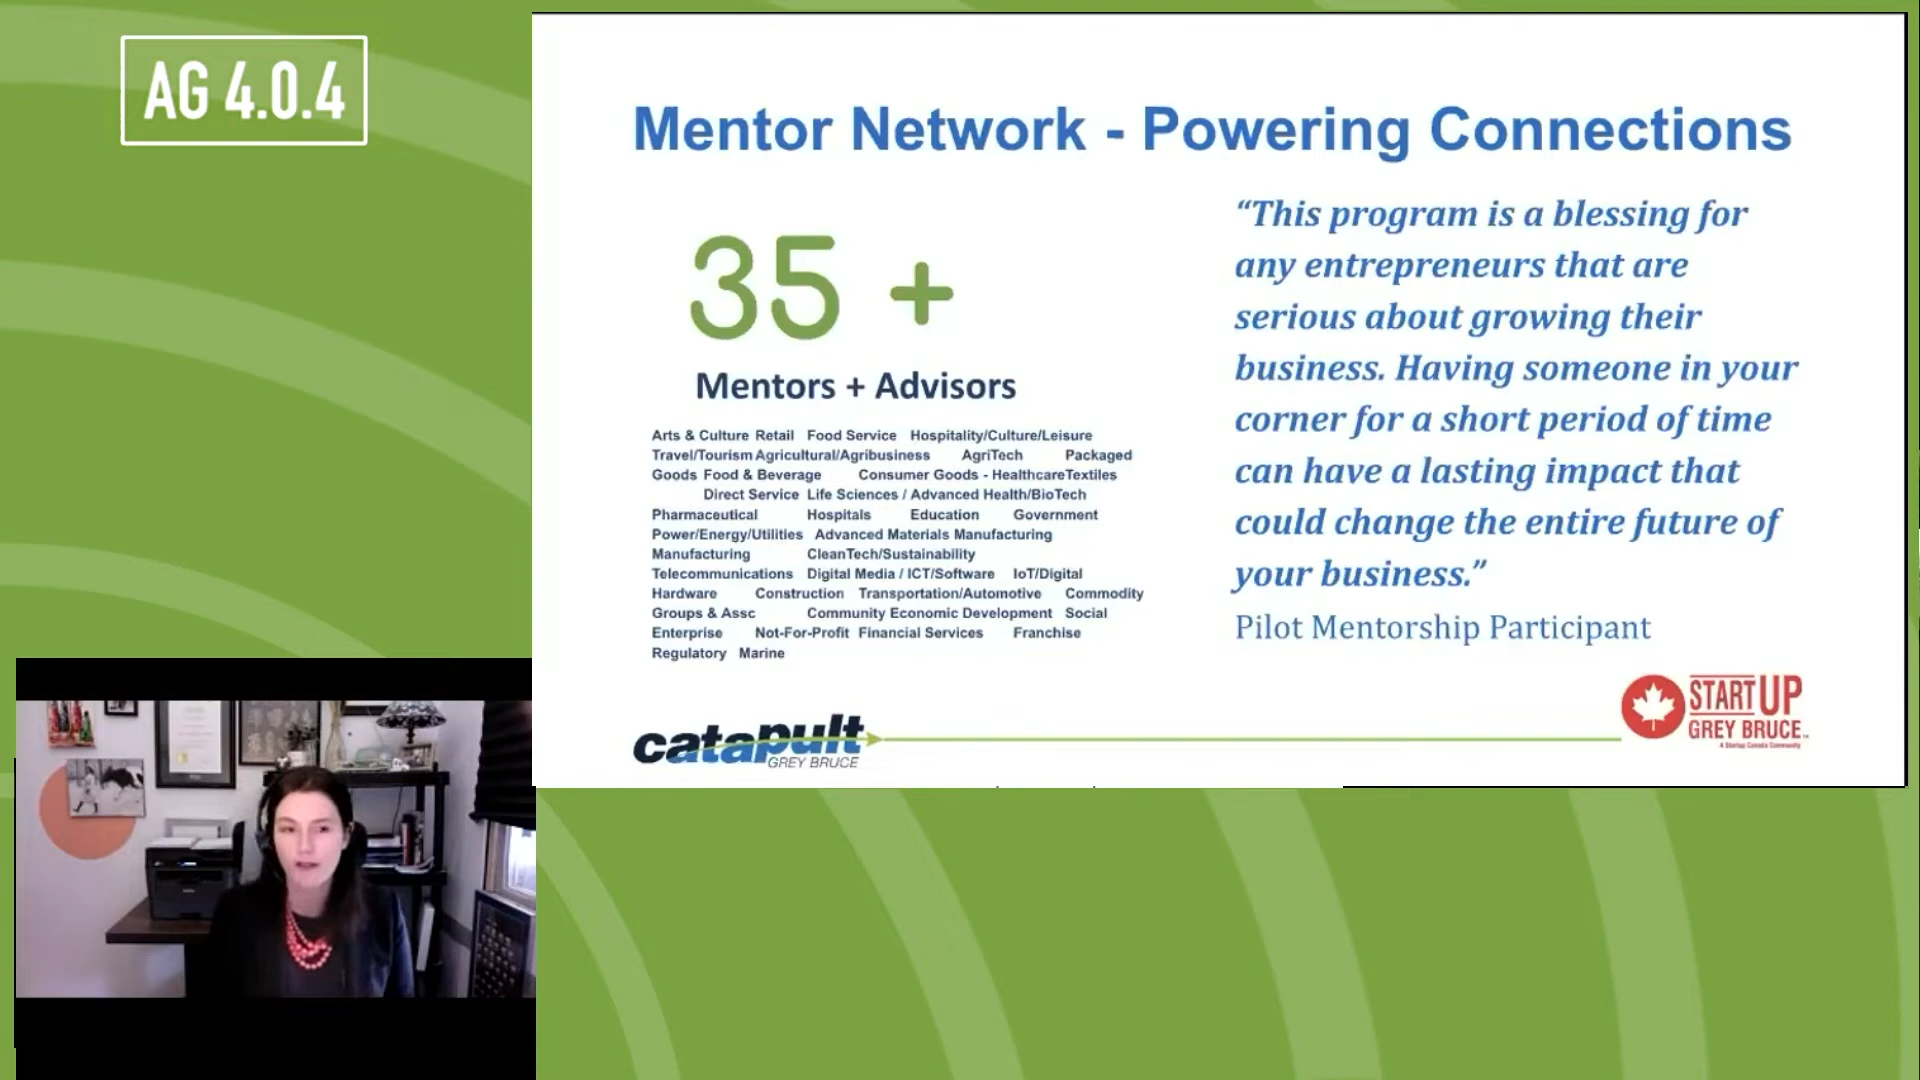 AG 4.0.4
Mentor Network - Powering Connections
35 +
Mentors + Advisors
Arts & Culture Retail Food Service Hospitality/Culture/Leisure
Travel/Tourism Agricultural/Agribusiness AgriTech Packaged
Goods Food & Beverage Consumer Goods - HealthcareTextiles
Direct Service Life Sciences / Advanced Health/BioTech
Pharmaceutical Hospitals Education Government
Power/Energy/Utilities Advanced Materials Manufacturing
Manufacturing CleanTech/Sustainability
Telecommunications Digital Media / ICT/Software IoT/Digital
Hardware Construction Transportation/Automotive Commodity
Groups & Assc Community Economic Development Social
Enterprise Not-For-Profit Financial Services Franchise
Regulatory Marine
“This program is a blessing for
any entrepreneurs that are
serious about growing their
business. Having someone in your
corner for a short period of time
can have a lasting impact that
could change the entire future of
your business.”
Pilot Mentorship Participant
catapult
GREY BRUCE
STARTUP
GREY BRUCE
A Startup Canada Community